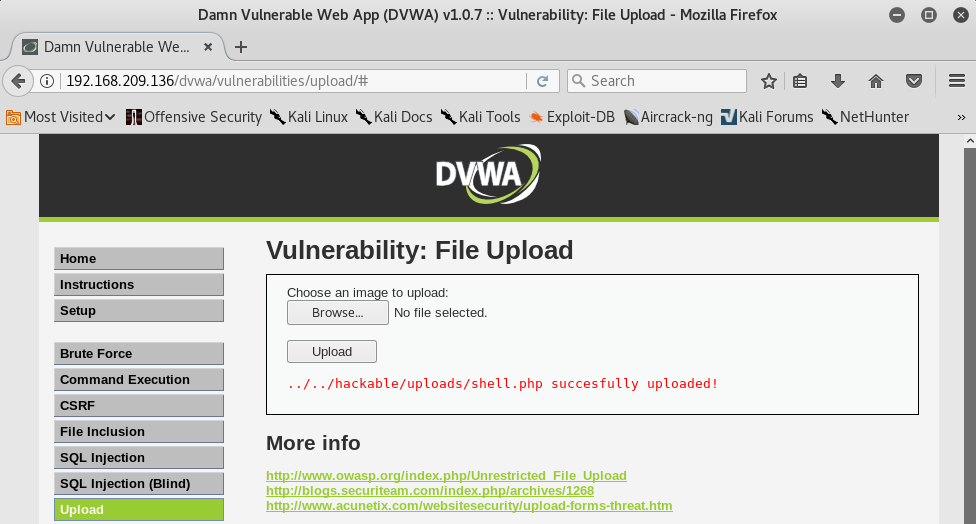 Damn Vulnerable Web App (DVWA) v1.0.7 :: Vulnerability: File Upload - Mozilla Firefox
Damn Vulnerable We...
192.168.209.136/dvwa/vulnerabilities/upload/#
Search
Most Visited
Offensive Security
Kali Linux
Kali Docs
Kali Tools
Exploit-DB
Aircrack-ng
Kali Forums
NetHunter
»
DVWA
Home
Instructions
Setup
Brute Force
Command Execution
CSRF
File Inclusion
SQL Injection
SQL Injection (Blind)
Upload
Vulnerability: File Upload
Choose an image to upload:
Browse... No file selected.
Upload
../../hackable/uploads/shell.php succesfully uploaded!
More info
http://www.owasp.org/index.php/Unrestricted_File_Upload
http://blogs.securiteam.com/index.php/archives/1268
http://www.acunetix.com/websitesecurity/upload-forms-threat.htm